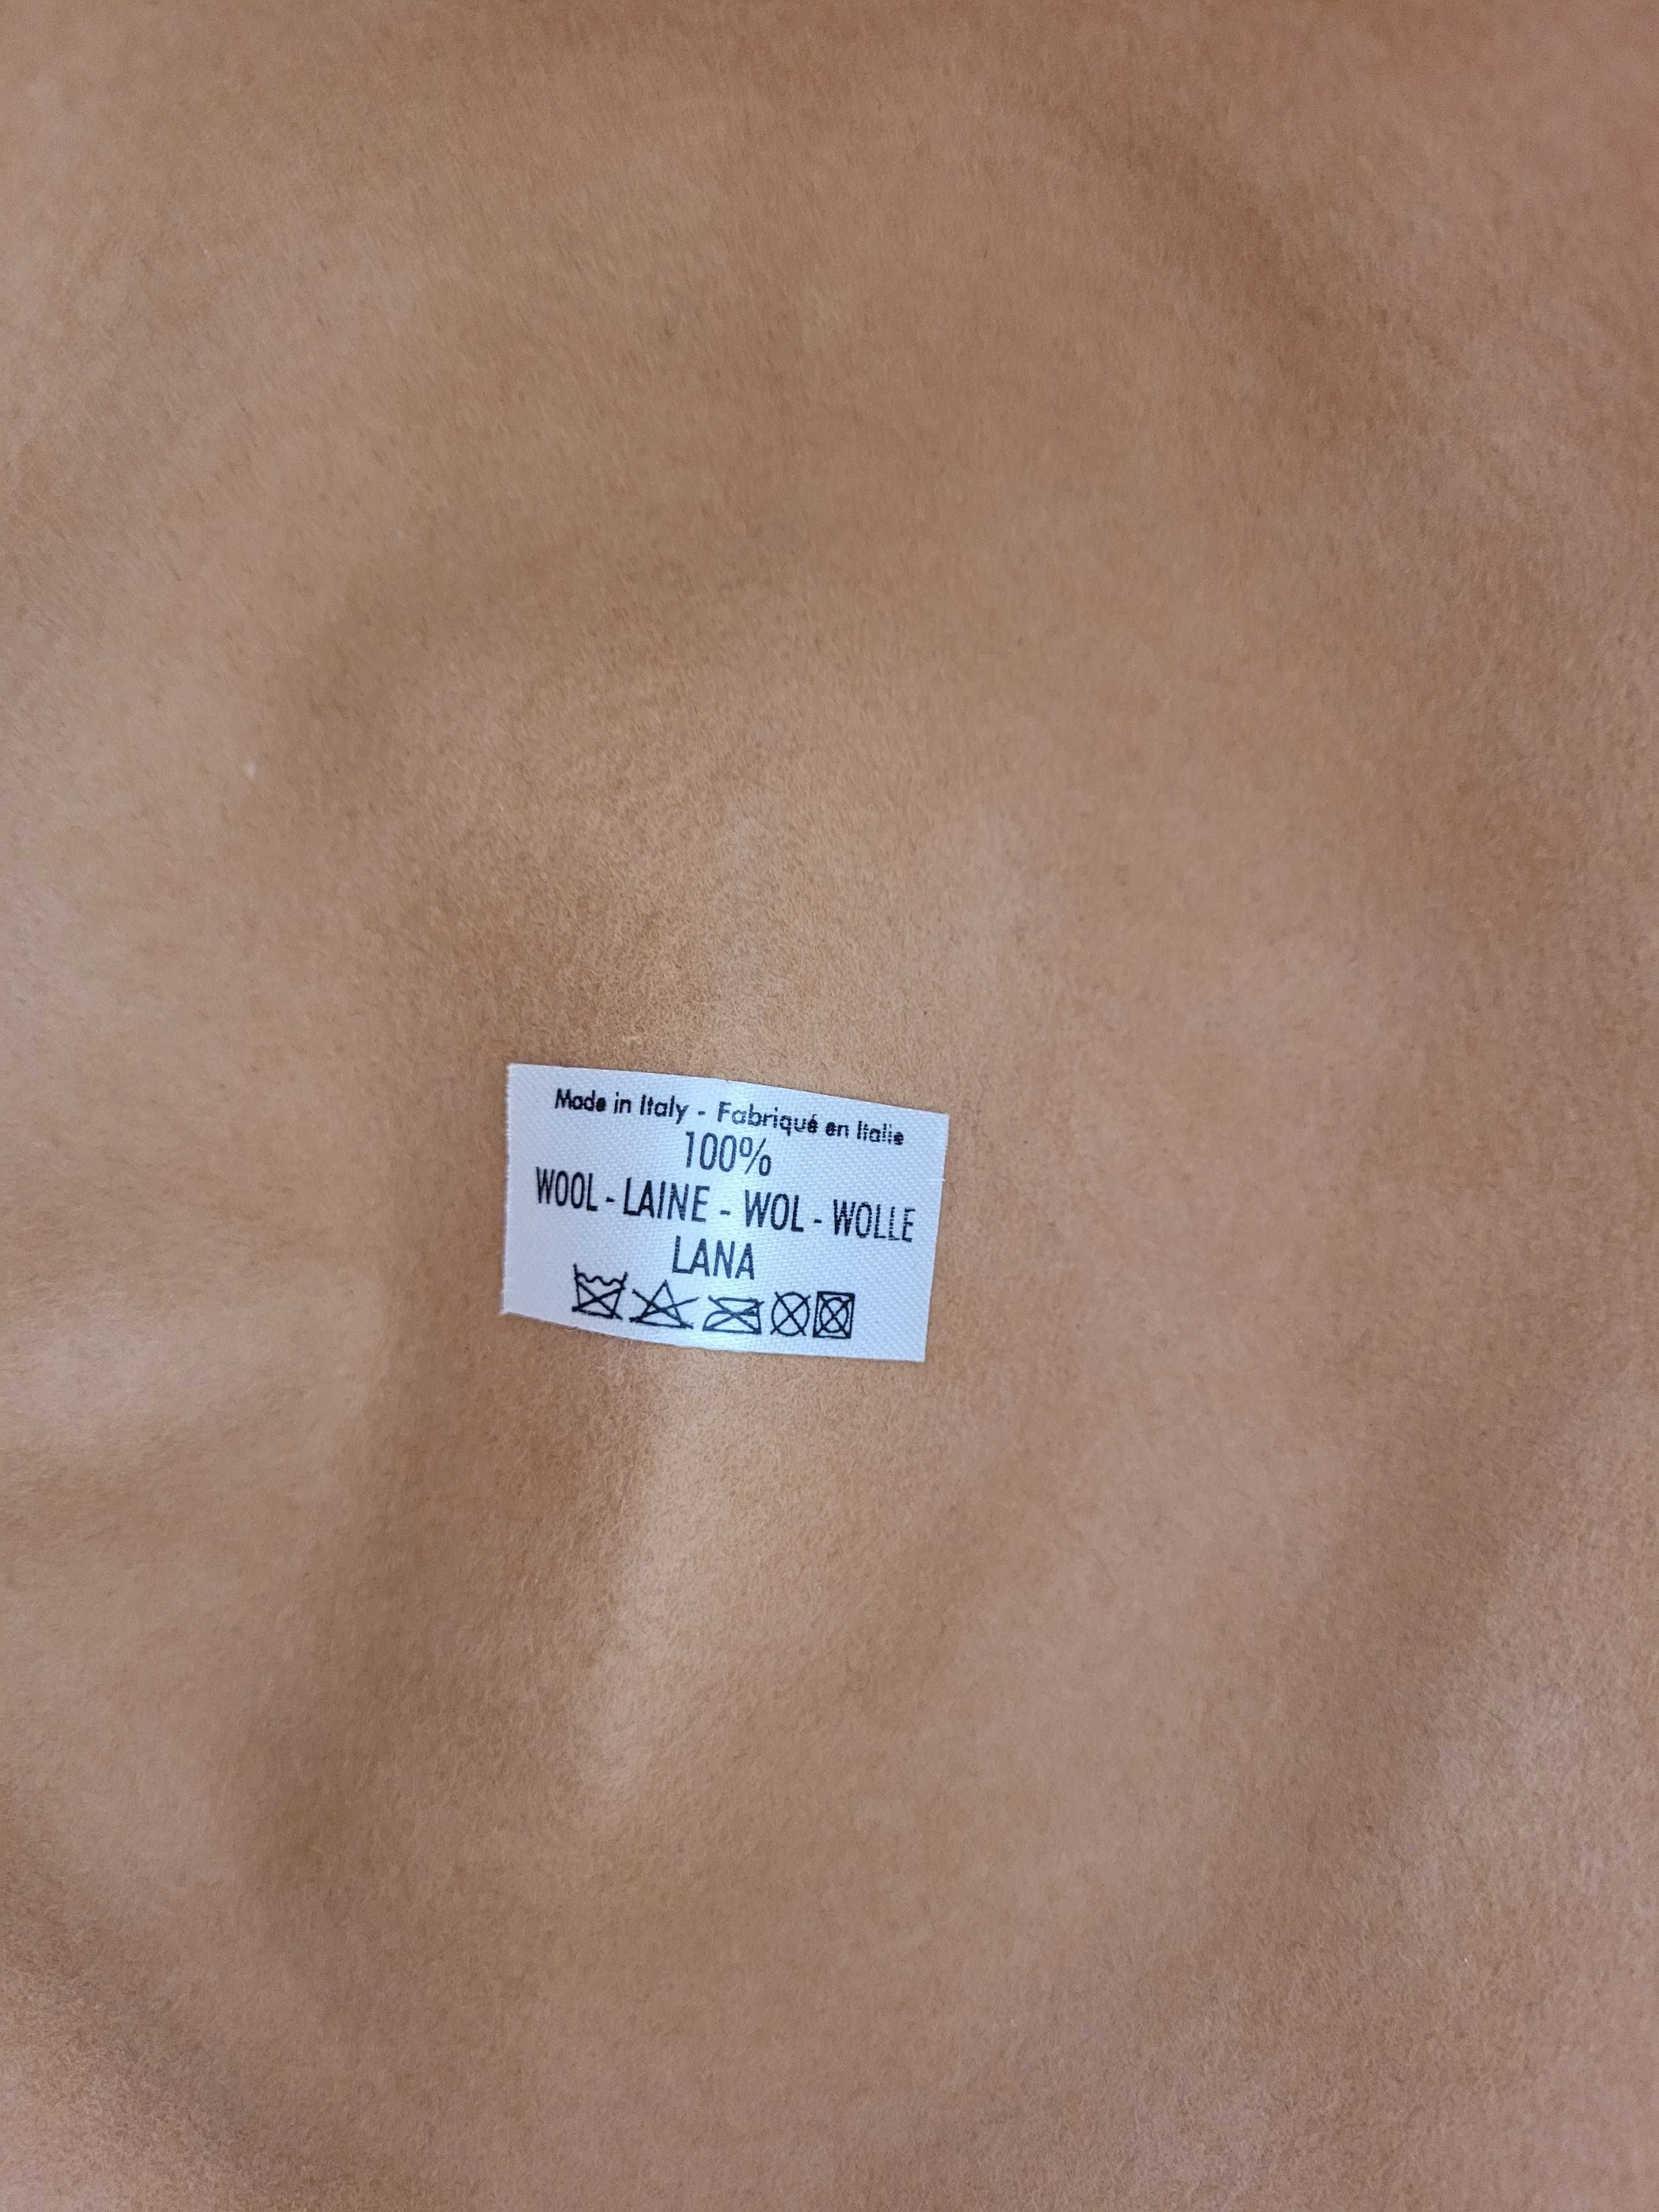 Made in Italy - Fabriqué en Italie
100%
WOOL - LAINE - WOL - WOLLE
LANA